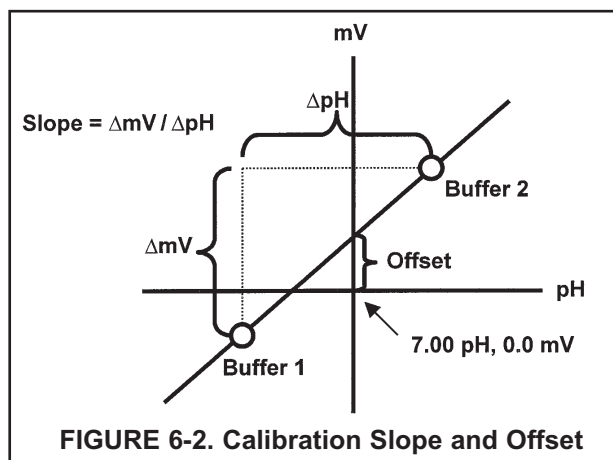 mV
ΔpH
Slope = ΔmV / ΔpH
Buffer 2
ΔmV
Offset
pH
7.00 pH, 0.0 mV
Buffer 1
FIGURE 6-2. Calibration Slope and Offset